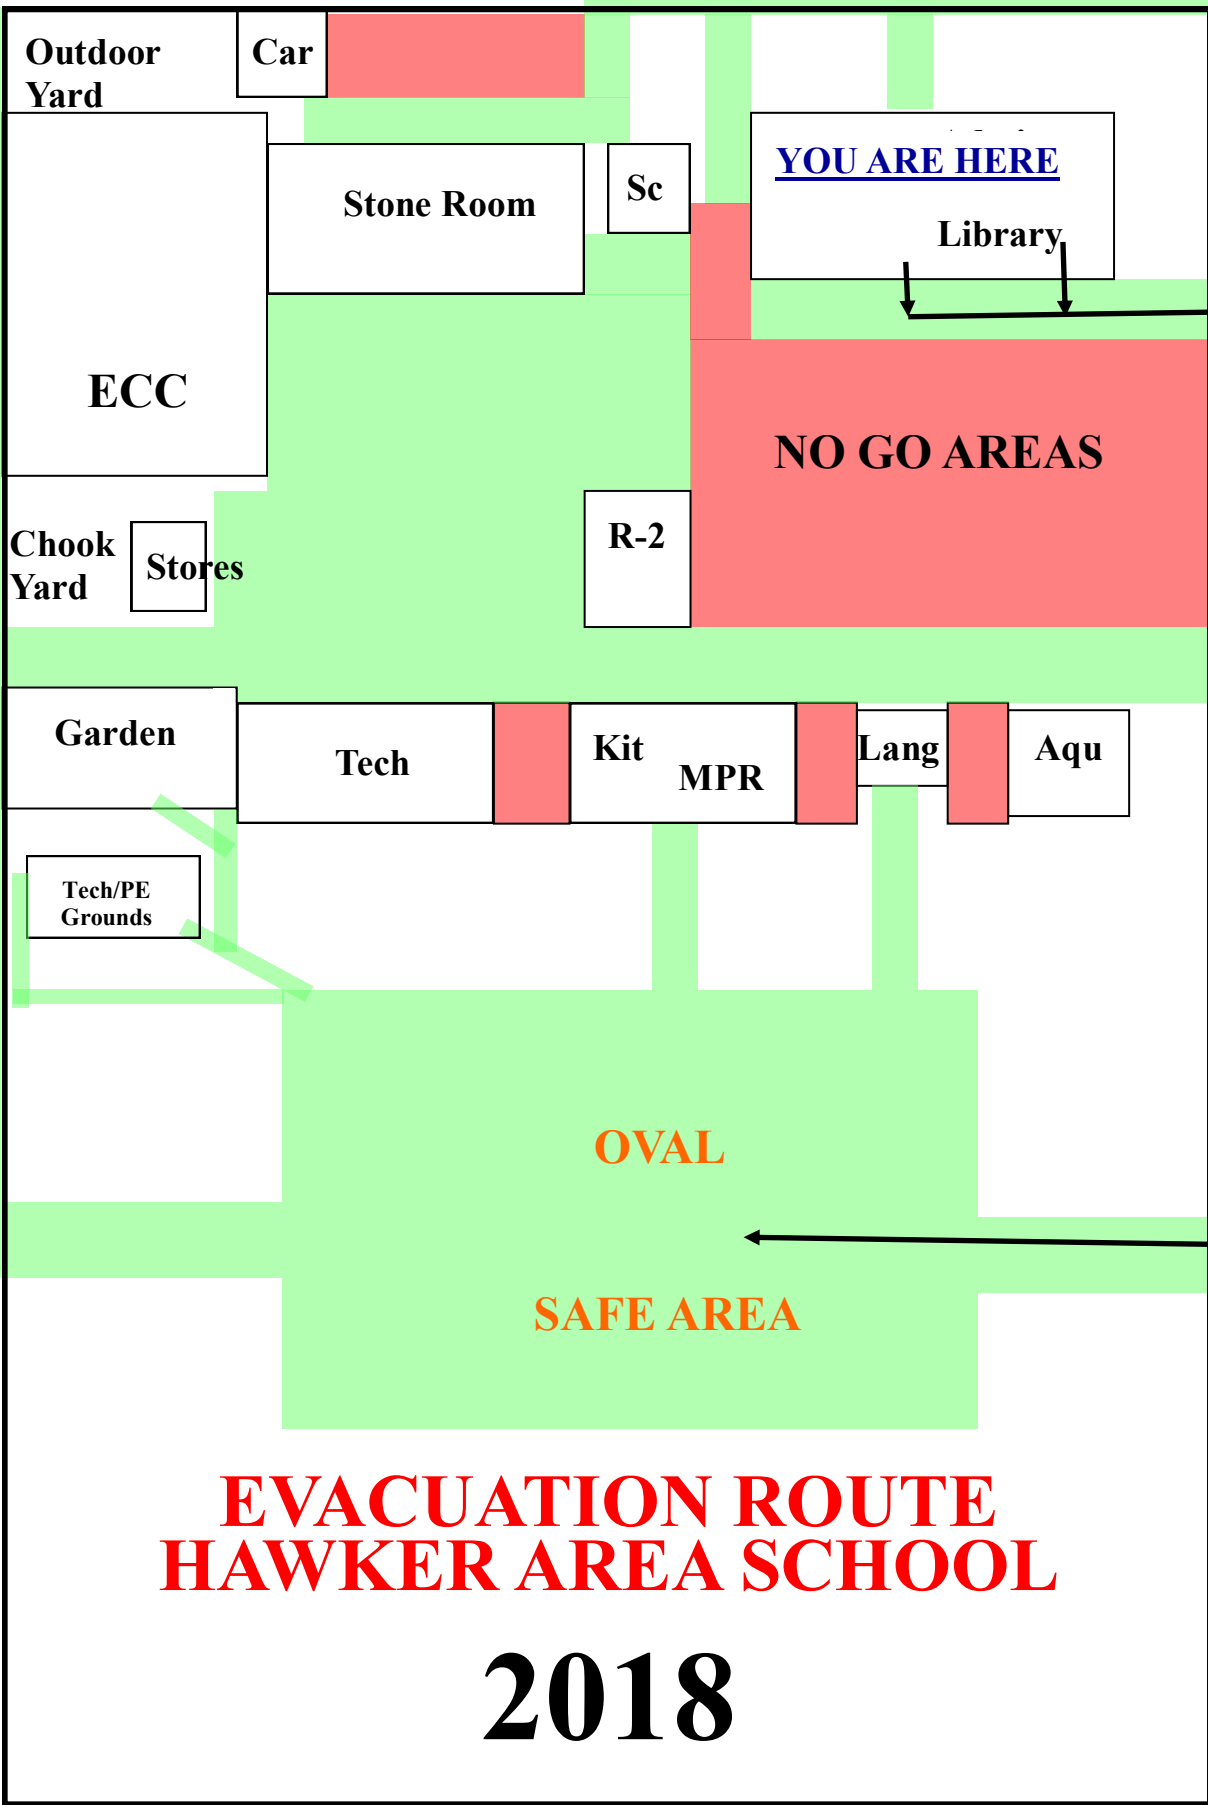 Outdoor
Yard
Car
YOU ARE HERE
Sc
Stone Room
Library
ECC
NO GO AREAS
R-2
Chook
Yard
Stores
Garden
Tech
Kit
MPR
Lang
Aqu
Tech/PE
Grounds
OVAL
SAFE AREA
EVACUATION ROUTE
HAWKER AREA SCHOOL
2018